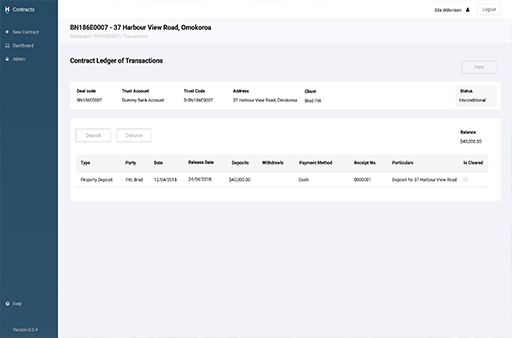 H Contracts
Ella Wilkinson
Logout
New Contract
Dashboard
Admin
BN186E0007 - 37 Harbour View Road, Omokoroa
Dashboard / BN186E0007 / Transactions
Contract Ledger of Transactions
Print
Deal code Trust Account Trust Code Address Client Status
BN186E0007 Dummy Bank Account D-BN186E0007 37 Harbour View Road, Omokoroa Brad Pitt Unconditional
Deposit Disburse
Balance
$40,000.00
Type Party Date Release Date Deposits Withdrawls Payment Method Receipt No. Particulars Is Cleared
Property Deposit Pitt, Brad 12/04/2018 24/04/2018 $40,000.00 Cash 0000001 Deposit for 37 Harbour View Road
Help
Version 0.0.4